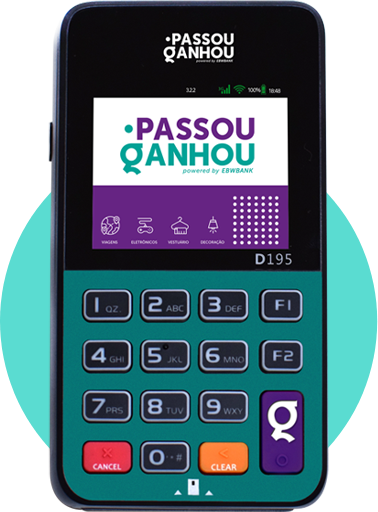 PASSOU
GANHOU
powered by EBWBANK
3.22 100% 18:48
PASSOU
GANHOU
powered by EBWBANK
VIAGENS ELETRÔNICOS VESTUÁRIO DECORAÇÃO
D195
1 QZ. 2 ABC 3 DEF F1
4 GHI 5 JKL 6 MNO F2
7 PRS 8 TUV 9 WXY g
CANCEL 0 .,*# < CLEAR